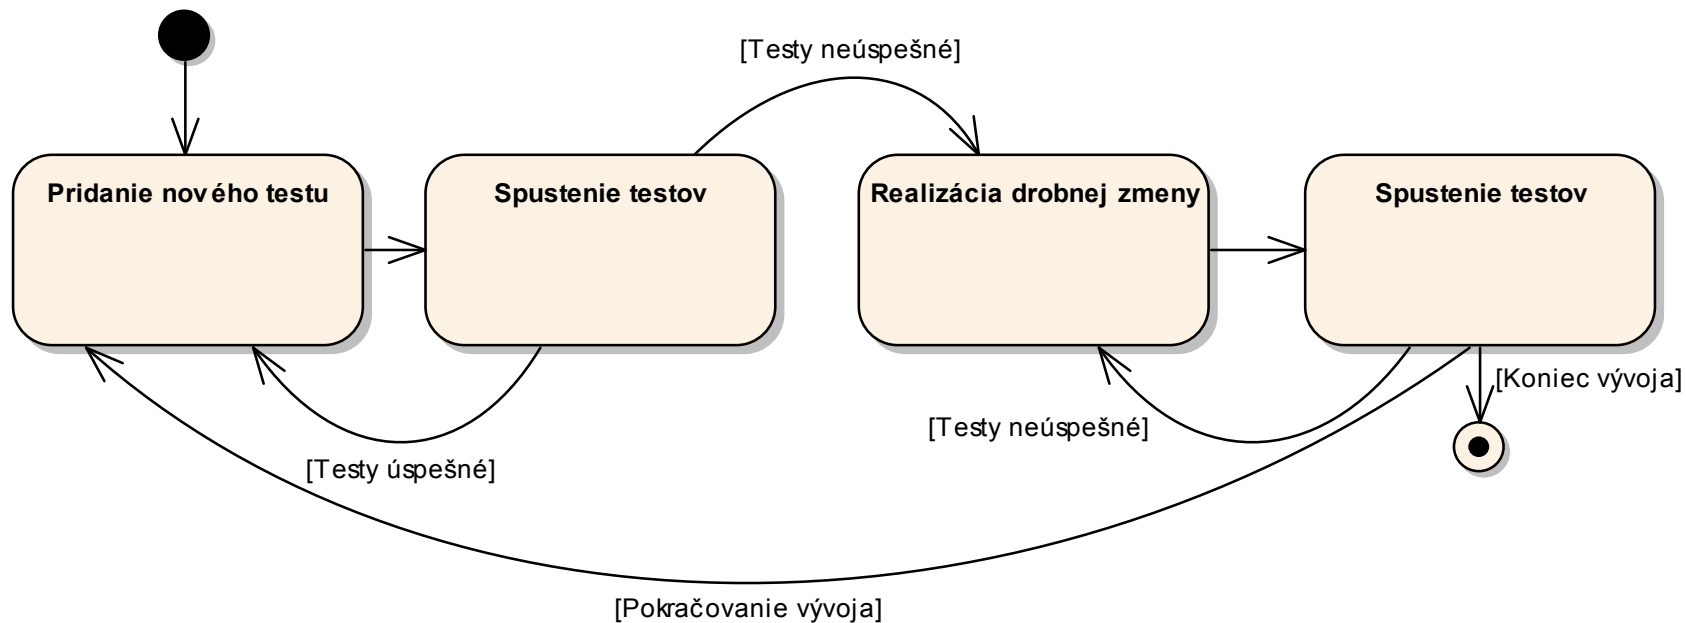 [Testy neúspešné]
Pridanie nového testu
Spustenie testov
Realizácia drobnej zmeny
Spustenie testov
[Koniec vývoja]
[Testy neúspešné]
[Testy úspešné]
[Pokračovanie vývoja]